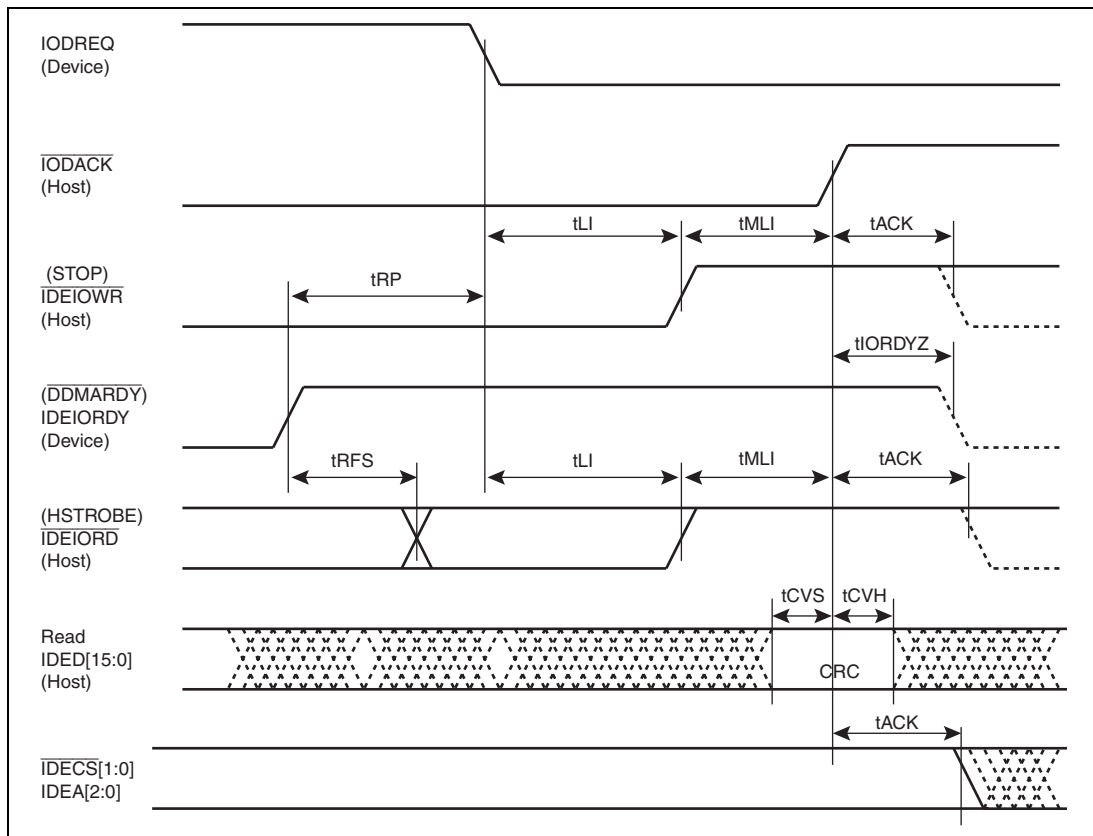 IODREQ
(Device)
IODACK
(Host)
tLI
tMLI
tACK
(STOP)
IDEIOWR
(Host)
tRP
tIORDYZ
(DDMARDY)
IDEIORDY
(Device)
tRFS
tLI
tMLI
tACK
(HSTROBE)
IDEIORD
(Host)
tCVS
tCVH
Read
IDED[15:0]
(Host)
CRC
tACK
IDECS[1:0]
IDEA[2:0]